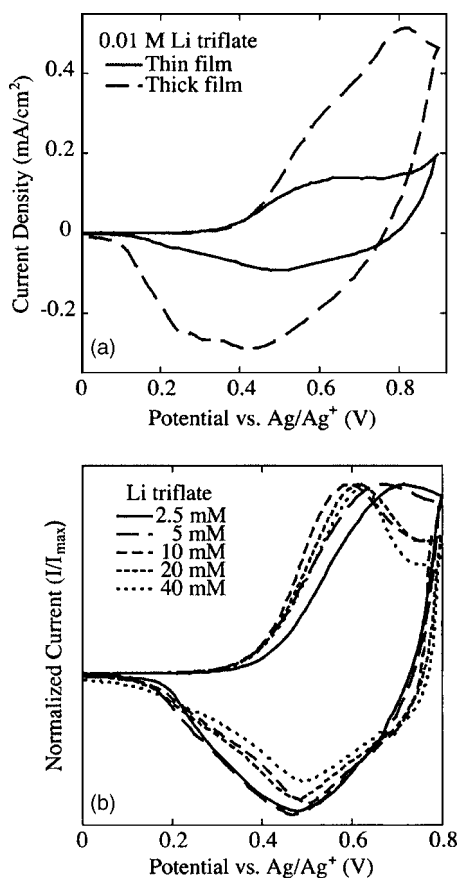 0.01 M Li triflate
Thin film
Thick film
0.4
0.2
0
-0.2
Current Density (mA/cm²)
(a)
0 0.2 0.4 0.6 0.8
Potential vs. Ag/Ag⁺ (V)
Li triflate
2.5 mM
5 mM
10 mM
20 mM
40 mM
Normalized Current (I/Imax)
(b)
0 0.2 0.4 0.6 0.8
Potential vs. Ag/Ag⁺ (V)